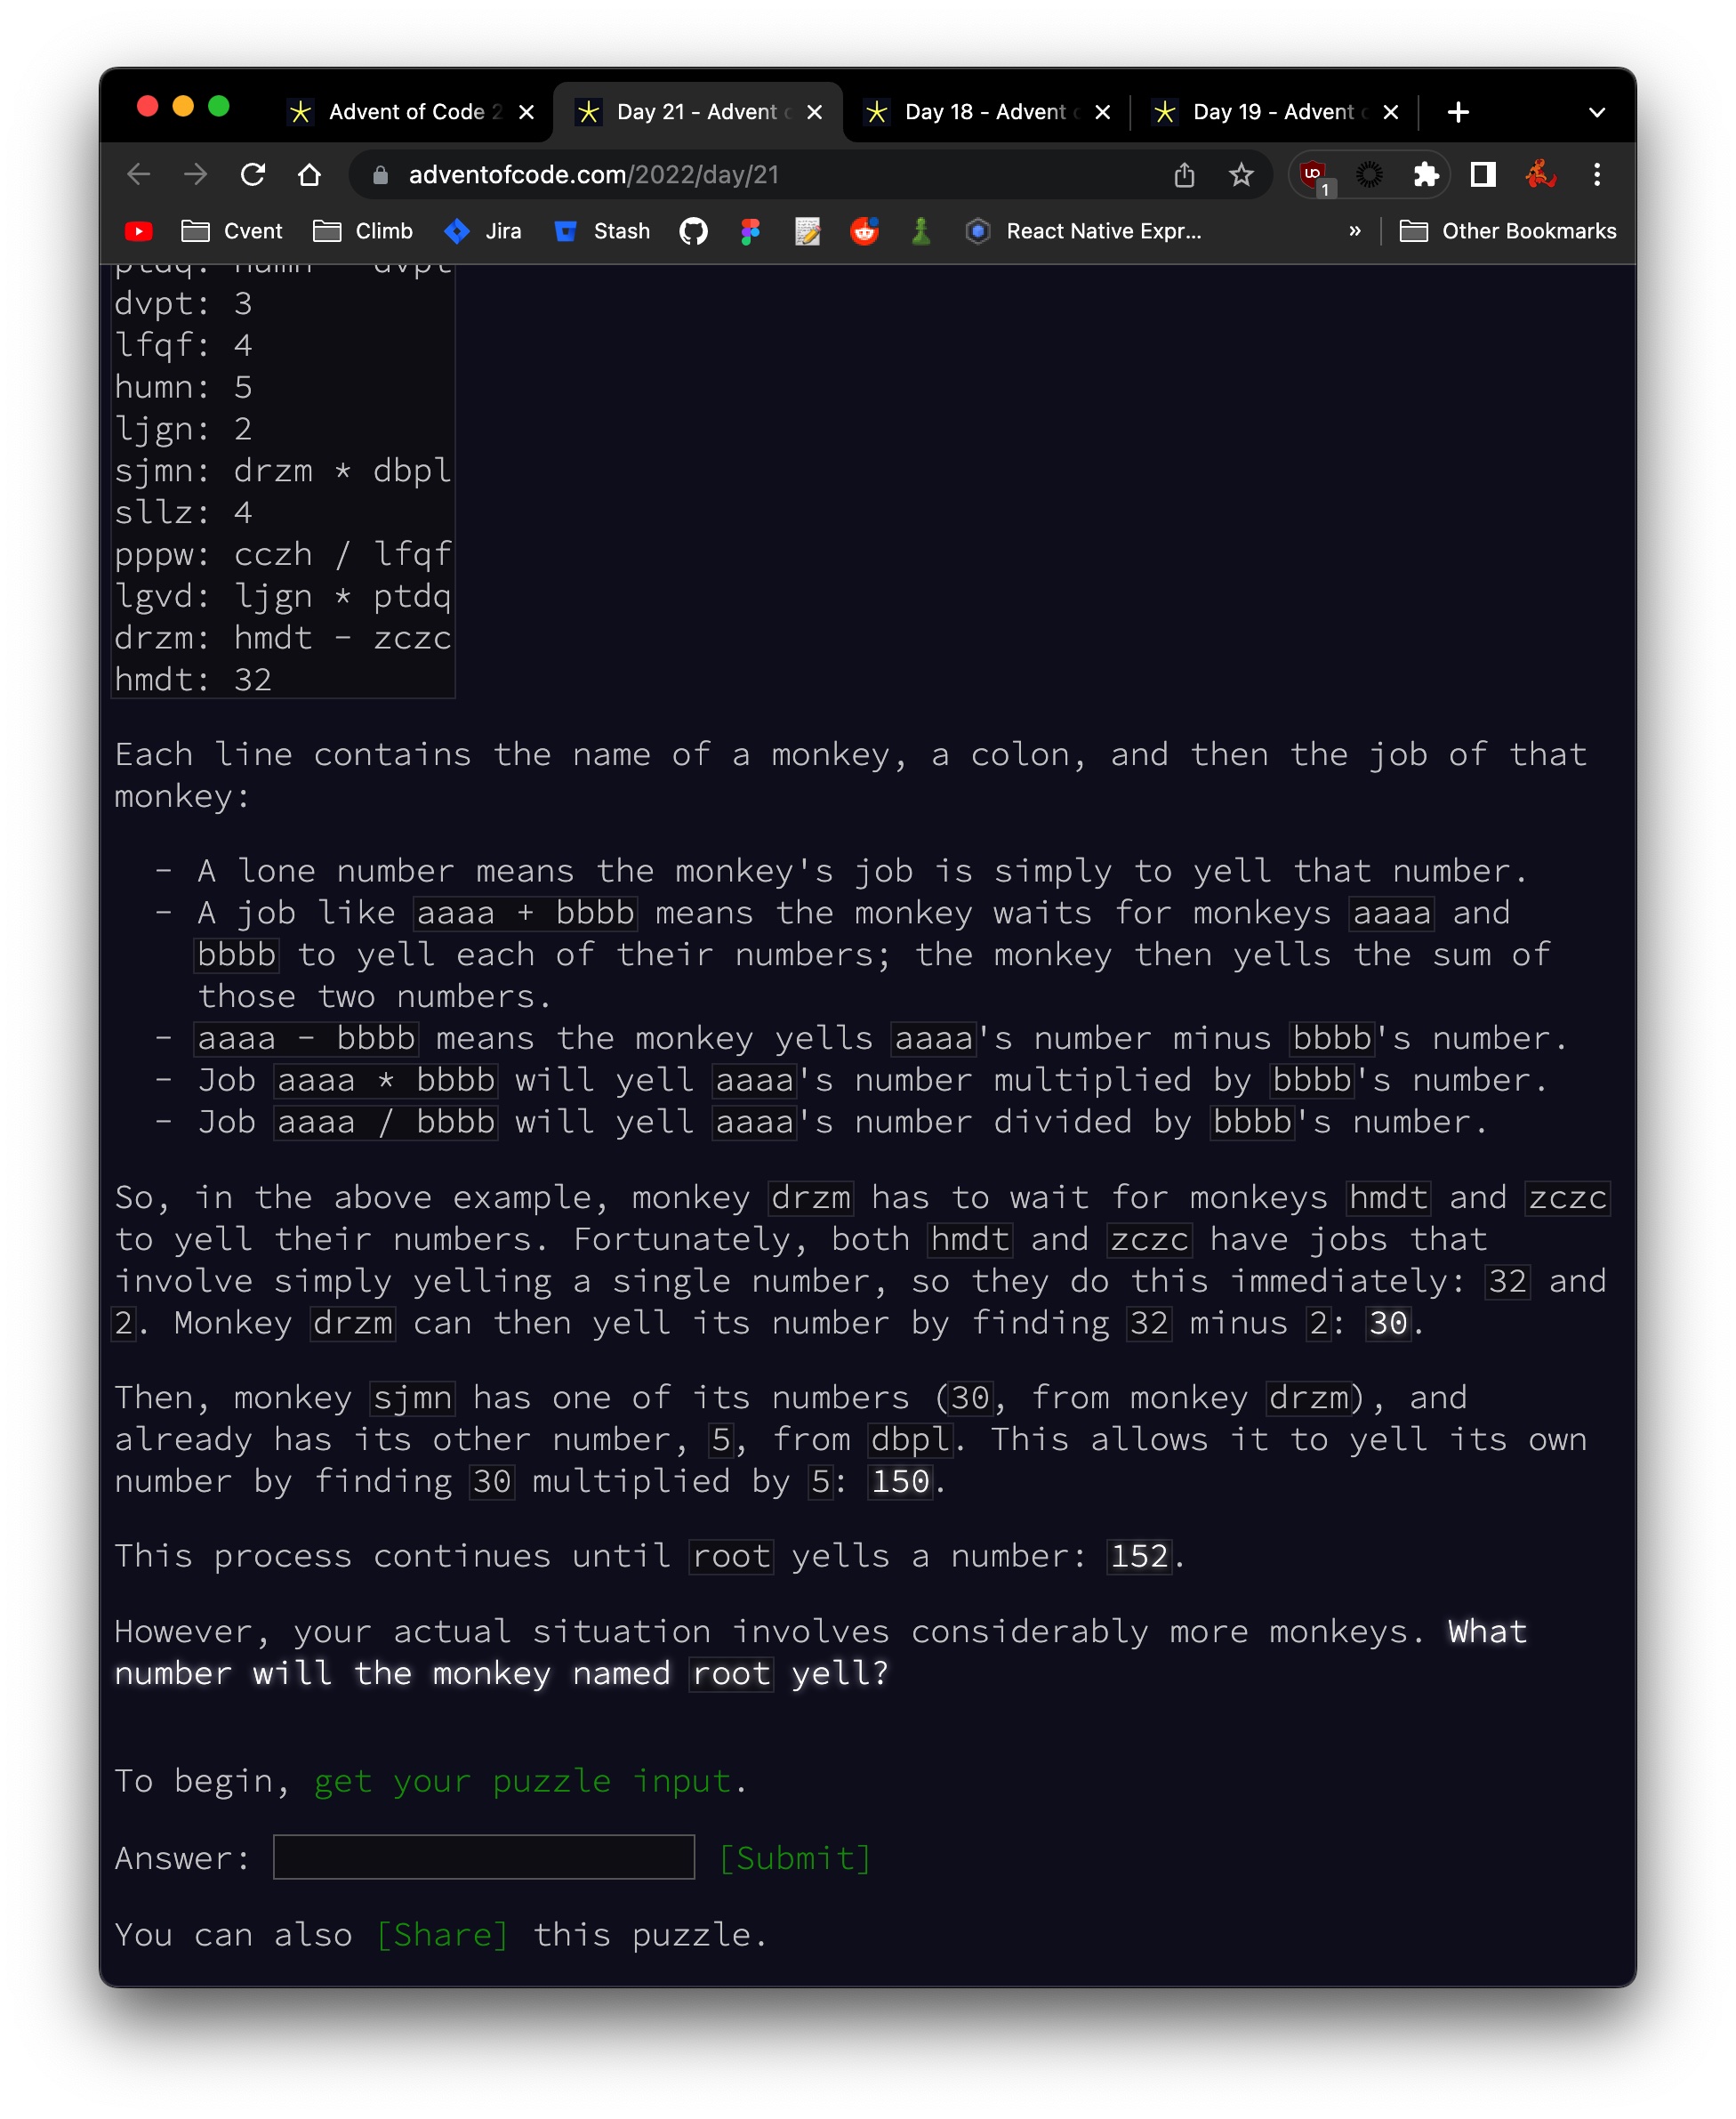 Advent of Code 2
Day 21 - Advent
Day 18 - Advent
Day 19 - Advent
adventofcode.com/2022/day/21
1
Cvent
Climb
Jira
Stash
React Native Expr...
»
Other Bookmarks
ptdq: humn - dvpt
dvpt: 3
lfqf: 4
humn: 5
ljgn: 2
sjmn: drzm * dbpl
sllz: 4
pppw: cczh / lfqf
lgvd: ljgn * ptdq
drzm: hmdt - zczc
hmdt: 32
Each line contains the name of a monkey, a colon, and then the job of that
monkey:
- A lone number means the monkey's job is simply to yell that number.
- A job like aaaa + bbbb means the monkey waits for monkeys aaaa and
bbbb to yell each of their numbers; the monkey then yells the sum of
those two numbers.
- aaaa - bbbb means the monkey yells aaaa's number minus bbbb's number.
- Job aaaa * bbbb will yell aaaa's number multiplied by bbbb's number.
- Job aaaa / bbbb will yell aaaa's number divided by bbbb's number.
So, in the above example, monkey drzm has to wait for monkeys hmdt and zczc
to yell their numbers. Fortunately, both hmdt and zczc have jobs that
involve simply yelling a single number, so they do this immediately: 32 and
2. Monkey drzm can then yell its number by finding 32 minus 2: 30.
Then, monkey sjmn has one of its numbers (30, from monkey drzm), and
already has its other number, 5, from dbpl. This allows it to yell its own
number by finding 30 multiplied by 5: 150.
This process continues until root yells a number: 152.
However, your actual situation involves considerably more monkeys. What
number will the monkey named root yell?
To begin, get your puzzle input.
Answer: [Submit]
You can also [Share] this puzzle.